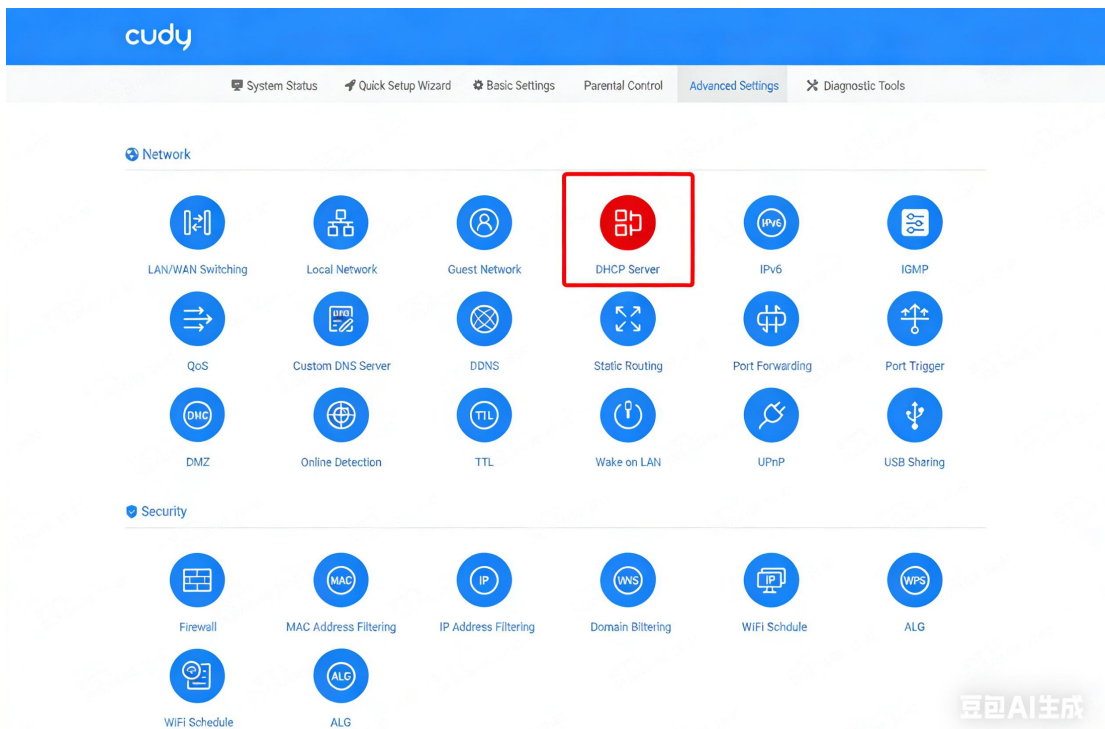 cudy
System Status Quick Setup Wizard Basic Settings Parental Control Advanced Settings Diagnostic Tools
Network
LAN/WAN Switching Local Network Guest Network DHCP Server IPv6 IGMP
QoS Custom DNS Server DDNS Static Routing Port Forwarding Port Trigger
DHC TTL
DMZ Online Detection TTL Wake on LAN UPnP USB Sharing
Security
MAC IP WNS IP WPS
Firewall MAC Address Filtering IP Address Filtering Domain Biltering WiFi Schdule ALG
ALG
WiFi Schedule ALG
豆包AI生成